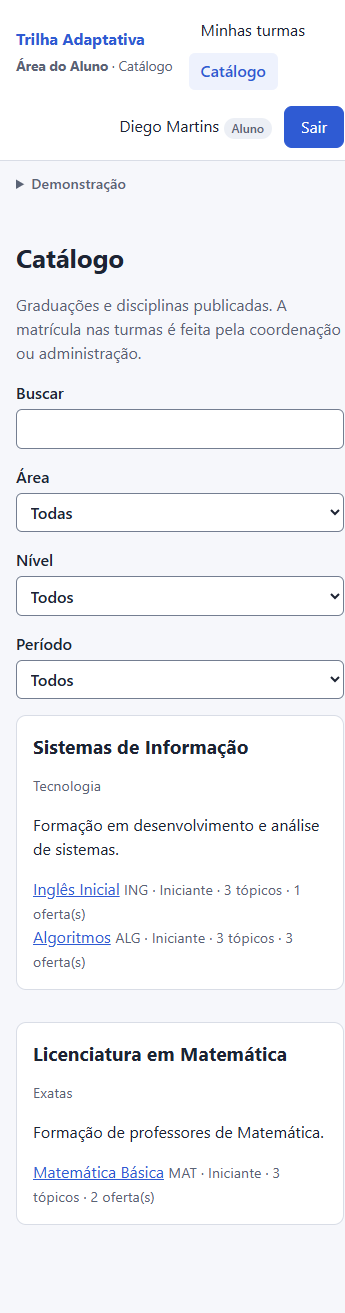 Trilha Adaptativa
Área do Aluno · Catálogo
Minhas turmas
Catálogo
Diego Martins Aluno
Sair
Demonstração
Catálogo
Graduações e disciplinas publicadas. A
matrícula nas turmas é feita pela coordenação
ou administração.
Buscar
Área
Todas
Nível
Todos
Período
Todos
Sistemas de Informação
Tecnologia
Formação em desenvolvimento e análise
de sistemas.
Inglês Inicial ING · Iniciante · 3 tópicos · 1
oferta(s)
Algoritmos ALG · Iniciante · 3 tópicos · 3
oferta(s)
Licenciatura em Matemática
Exatas
Formação de professores de Matemática.
Matemática Básica MAT · Iniciante · 3
tópicos · 2 oferta(s)